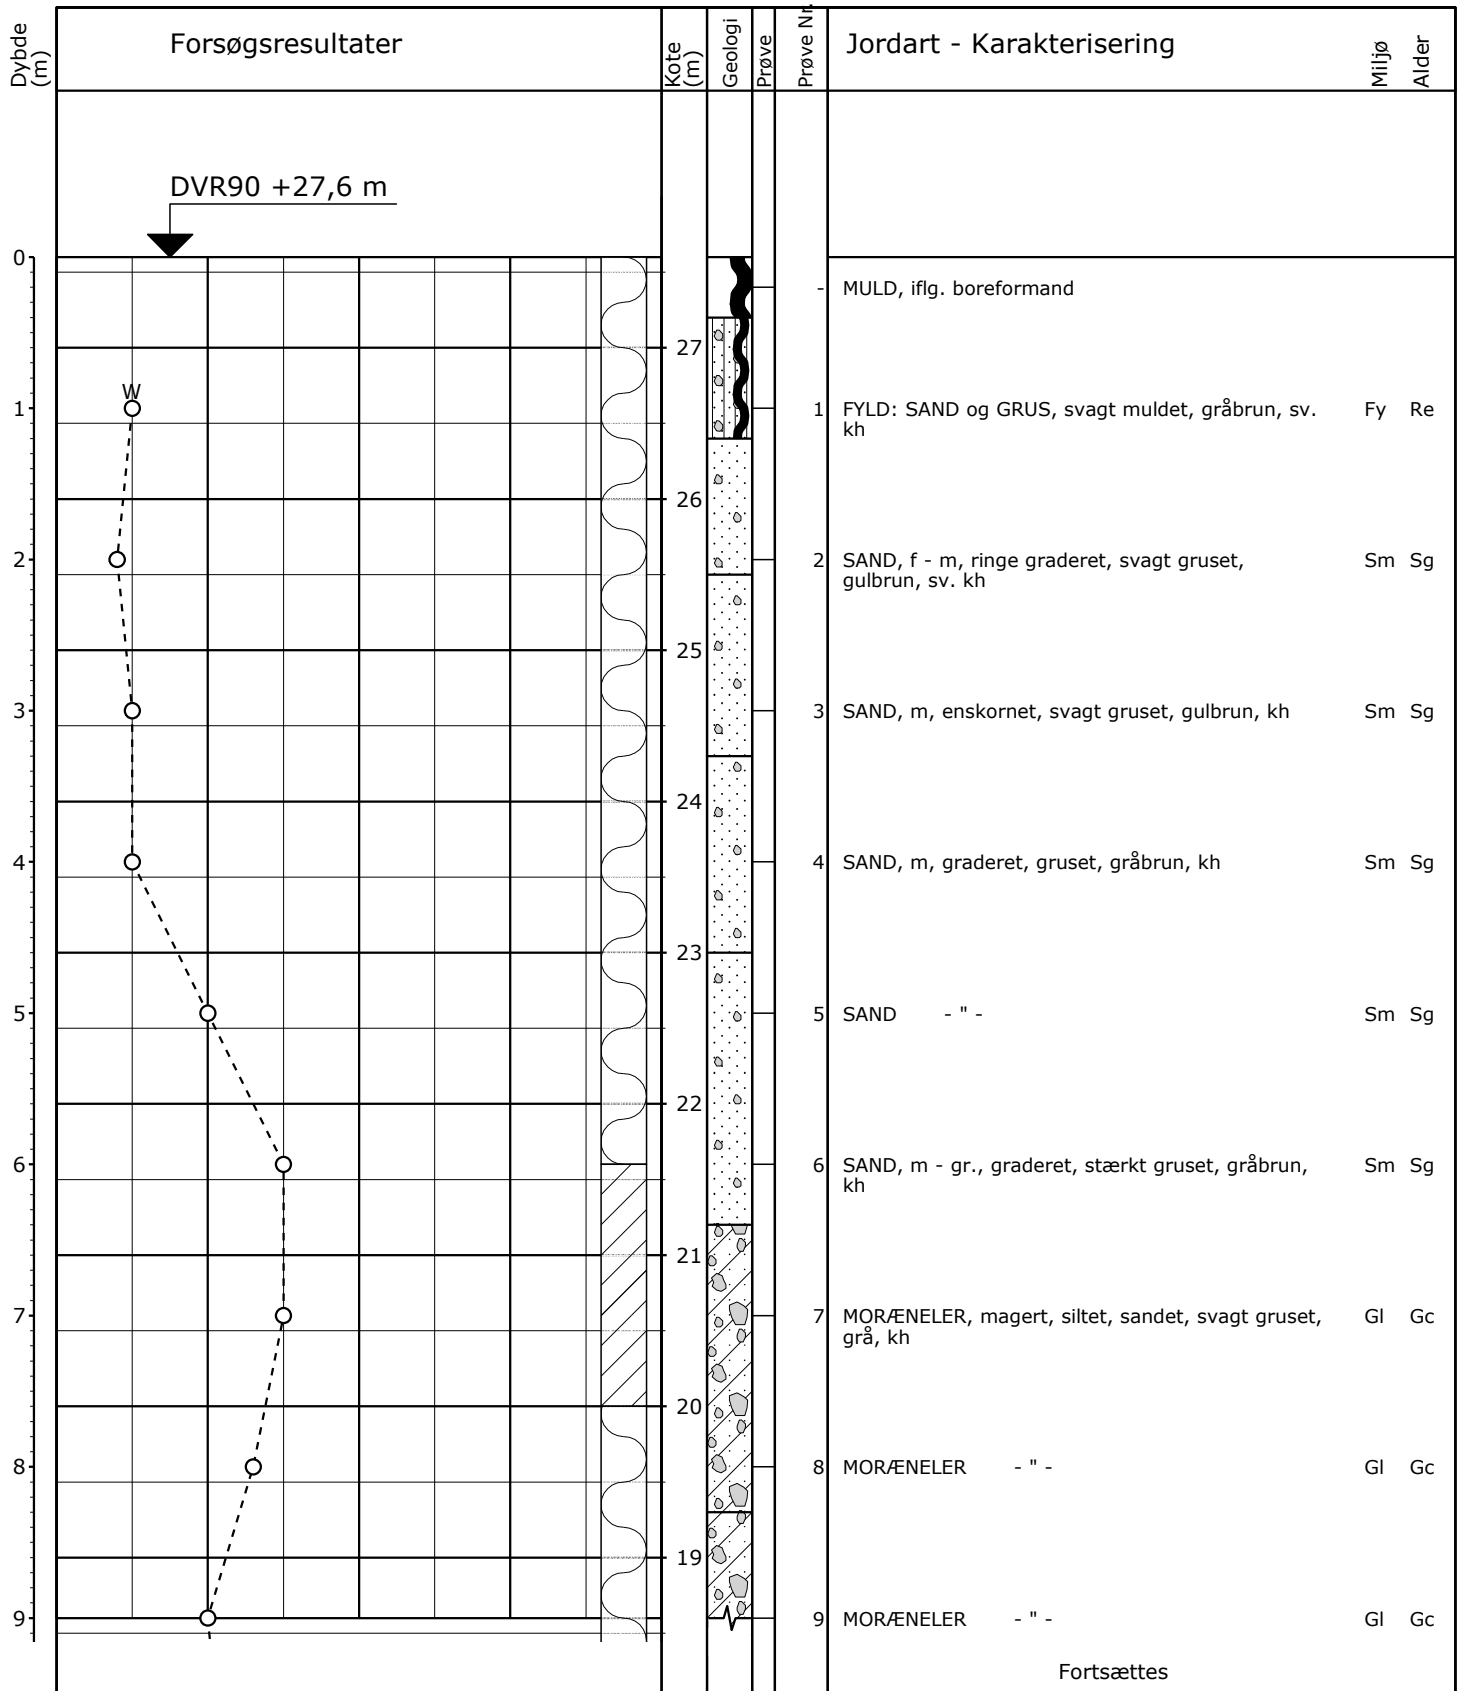 Dybde (m)
Forsøgsresultater
Kote (m)
Geologi
Prøve
Prøve Nr.
Jordart - Karakterisering
Miljø
Alder
DVR90 +27,6 m
0
- MULD, iflg. boreformand
27
W
1
1 FYLD: SAND og GRUS, svagt muldet, gråbrun, sv. Fy Re
kh
26
2
2 SAND, f - m, ringe graderet, svagt gruset, Sm Sg
gulbrun, sv. kh
25
3
3 SAND, m, enskornet, svagt gruset, gulbrun, kh Sm Sg
24
4
4 SAND, m, graderet, gruset, gråbrun, kh Sm Sg
23
5
5 SAND - " - Sm Sg
22
6
6 SAND, m - gr., graderet, stærkt gruset, gråbrun, Sm Sg
kh
21
7
7 MORÆNELER, magert, siltet, sandet, svagt gruset, Gl Gc
grå, kh
20
8
8 MORÆNELER - " - Gl Gc
19
9
9 MORÆNELER - " - Gl Gc
Fortsættes